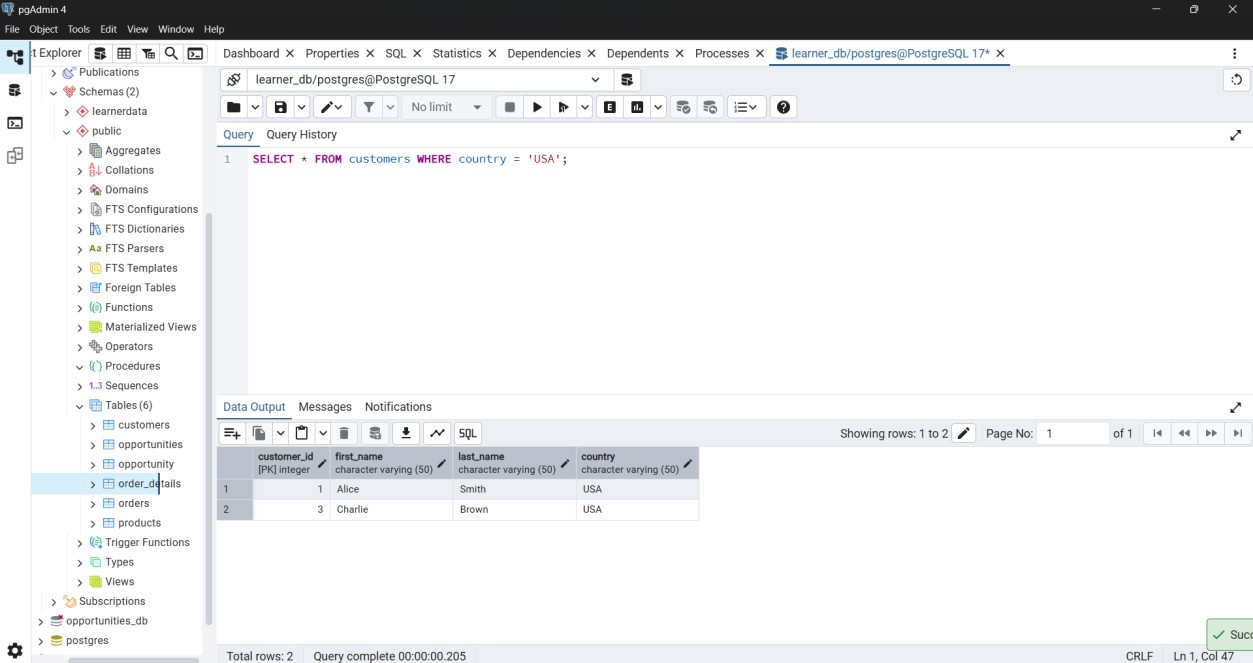 pgAdmin 4
File Object Tools Edit View Window Help
t Explorer
Dashboard Properties SQL Statistics Dependencies Dependents Processes learner_db/postgres@PostgreSQL 17*
Publications
Schemas (2)
learnerdata
public
Aggregates
Collations
Domains
FTS Configurations
FTS Dictionaries
Aa FTS Parsers
FTS Templates
Foreign Tables
Functions
Materialized Views
Operators
Procedures
1..3 Sequences
Tables (6)
customers
opportunities
opportunity
order_details
orders
products
Trigger Functions
Types
Views
Subscriptions
opportunities_db
postgres
learner_db/postgres@PostgreSQL 17
No limit
E
Query Query History
1 SELECT * FROM customers WHERE country = 'USA';
Data Output Messages Notifications
SQL Showing rows: 1 to 2 Page No: 1 of 1
customer_id first_name last_name country
[PK] integer character varying (50) character varying (50) character varying (50)
1 1 Alice Smith USA
2 3 Charlie Brown USA
Succ
Total rows: 2 Query complete 00:00:00.205 CRLF Ln 1, Col 47